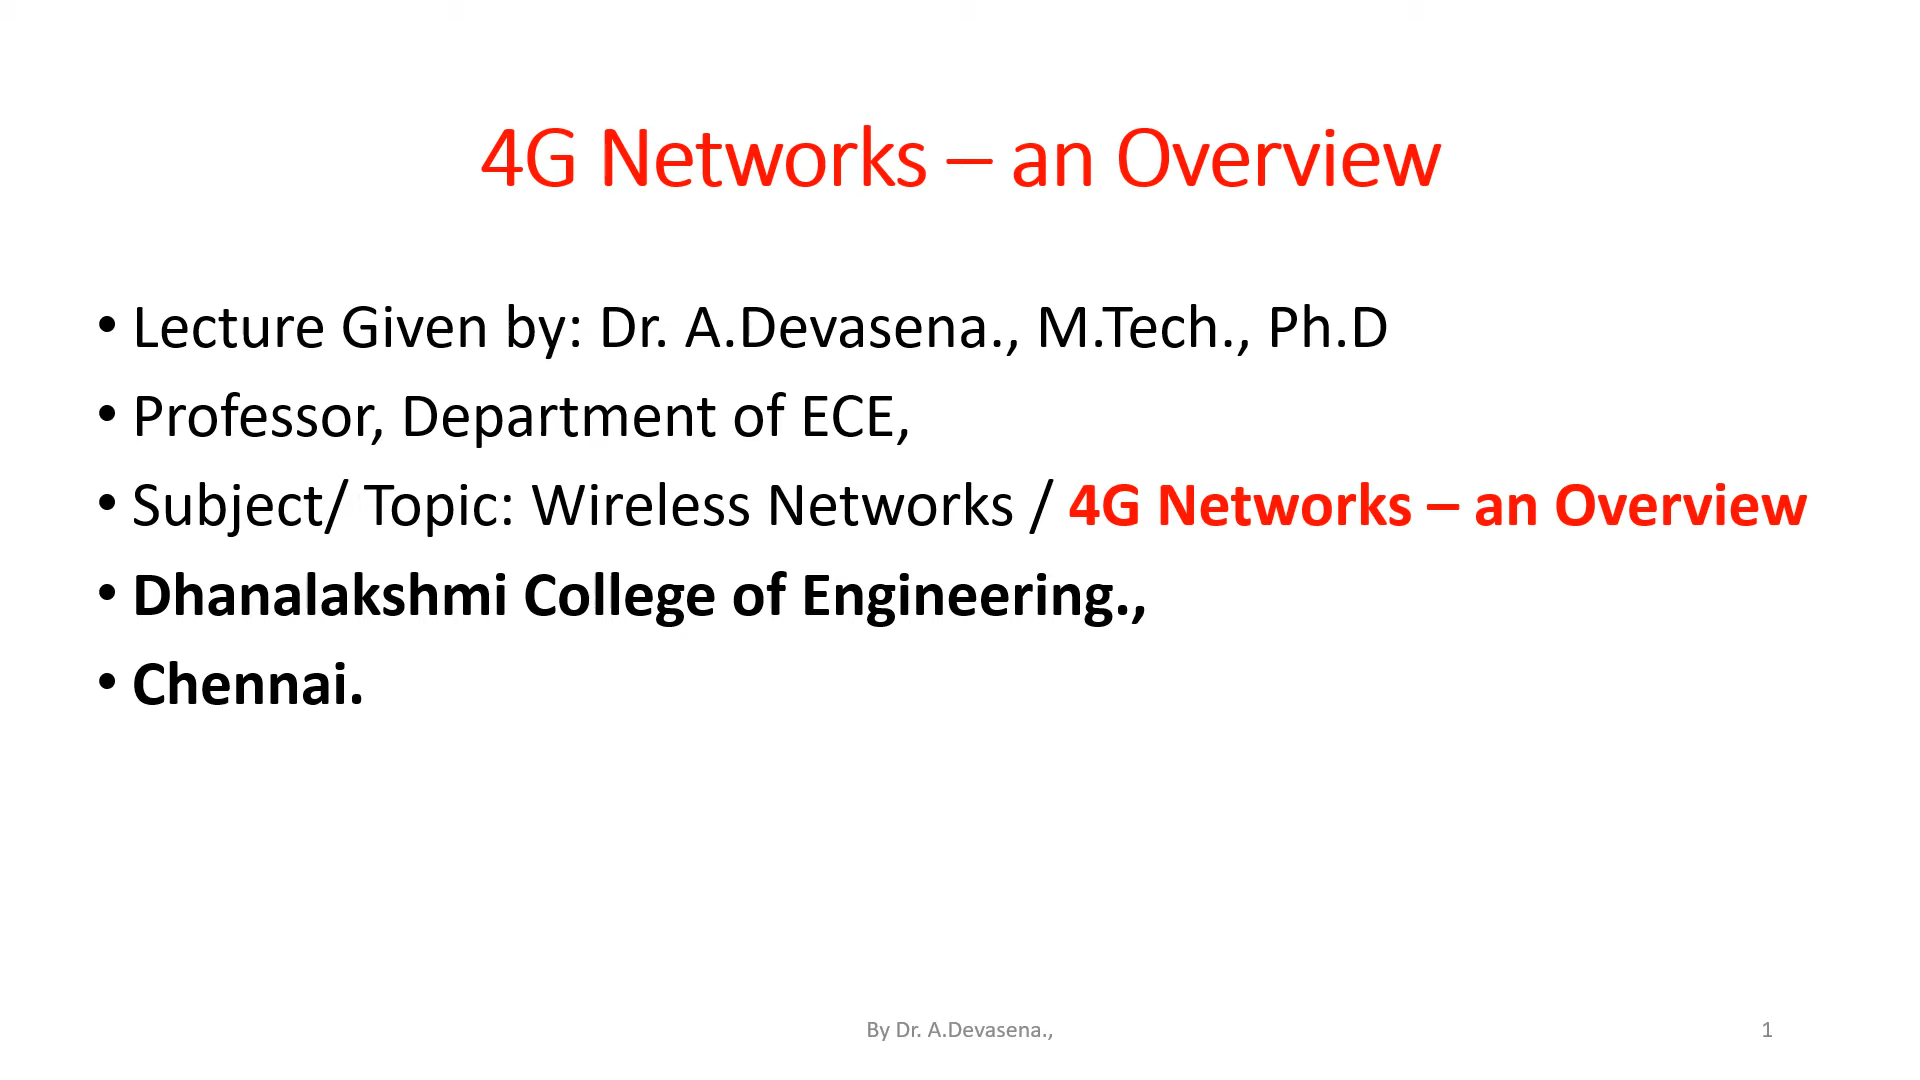 4G Networks – an Overview
• Lecture Given by: Dr. A.Devasena., M.Tech., Ph.D
• Professor, Department of ECE,
• Subject/ Topic: Wireless Networks / 4G Networks – an Overview
• Dhanalakshmi College of Engineering.,
• Chennai.
By Dr. A.Devasena.,
1